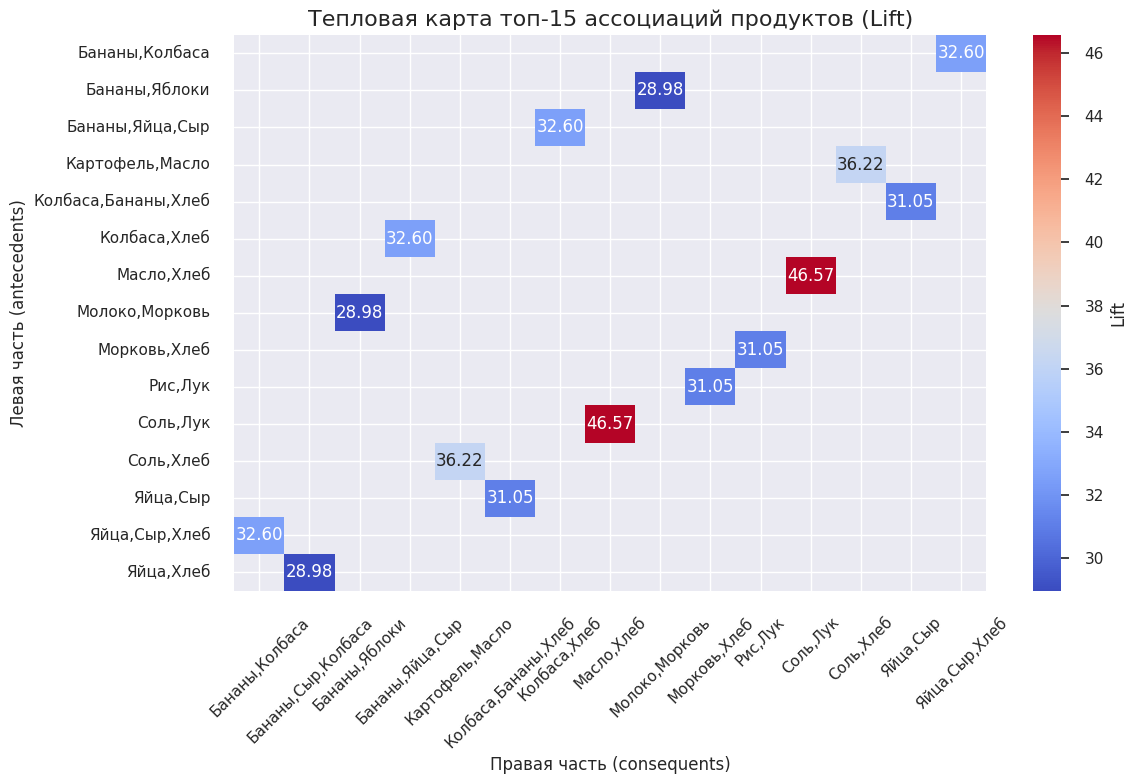 Тепловая карта топ-15 ассоциаций продуктов (Lift)
Левая часть (antecedents)
Бананы,Колбаса
32.60
Бананы,Яблоки
28.98
Бананы,Яйца,Сыр
32.60
Картофель,Масло
36.22
Колбаса,Бананы,Хлеб
31.05
Колбаса,Хлеб
32.60
Масло,Хлеб
46.57
Молоко,Морковь
28.98
Морковь,Хлеб
31.05
Рис,Лук
31.05
Соль,Лук
46.57
Соль,Хлеб
36.22
Яйца,Сыр
31.05
Яйца,Сыр,Хлеб
32.60
Яйца,Хлеб
28.98
Бананы,Колбаса
Бананы,Сыр,Колбаса
Бананы,Яблоки
Бананы,Яйца,Сыр
Картофель,Масло
Колбаса,Бананы,Хлеб
Колбаса,Хлеб
Масло,Хлеб
Молоко,Морковь
Морковь,Хлеб
Рис,Лук
Соль,Лук
Соль,Хлеб
Яйца,Сыр
Яйца,Сыр,Хлеб
Правая часть (consequents)
46
44
42
40
38
36
34
32
30
Lift